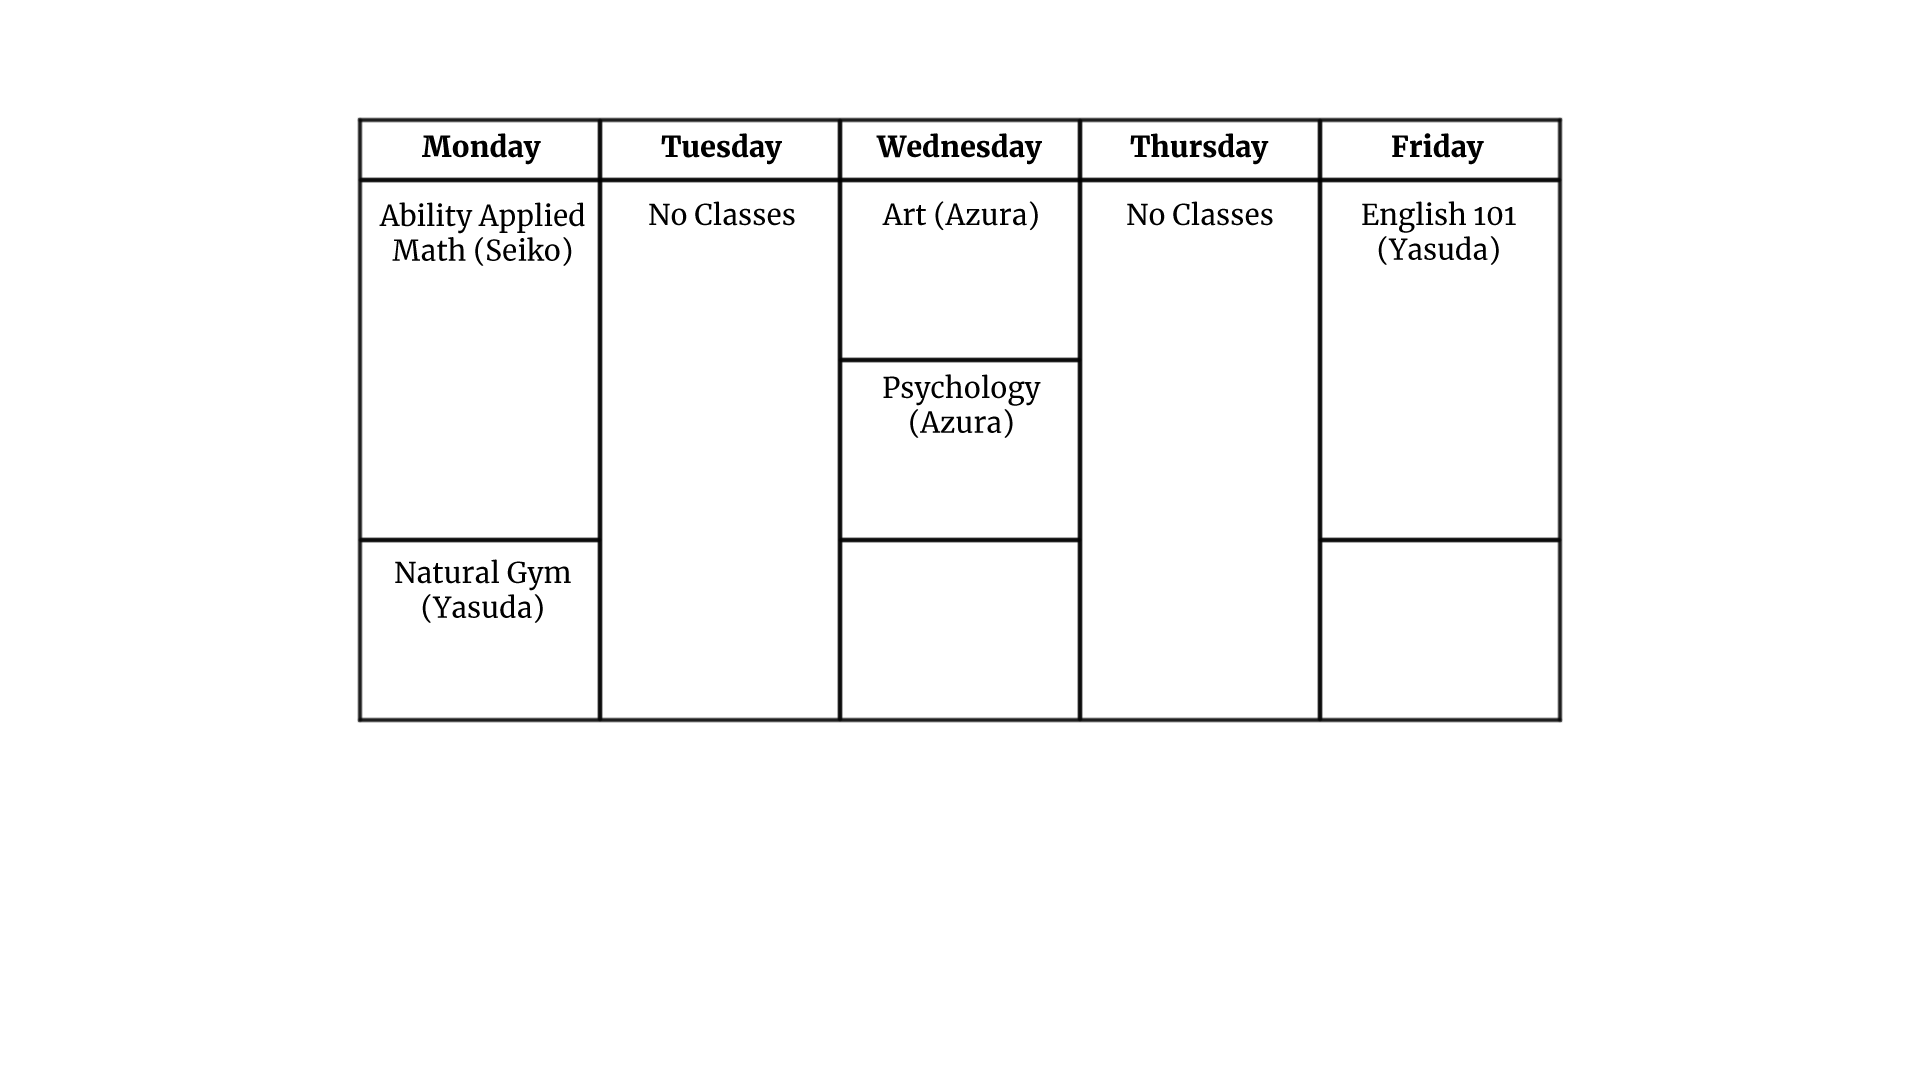 Monday
Tuesday
Wednesday
Thursday
Friday
Ability Applied
Math (Seiko)
No Classes
Art (Azura)
No Classes
English 101
(Yasuda)
Psychology
(Azura)
Natural Gym
(Yasuda)